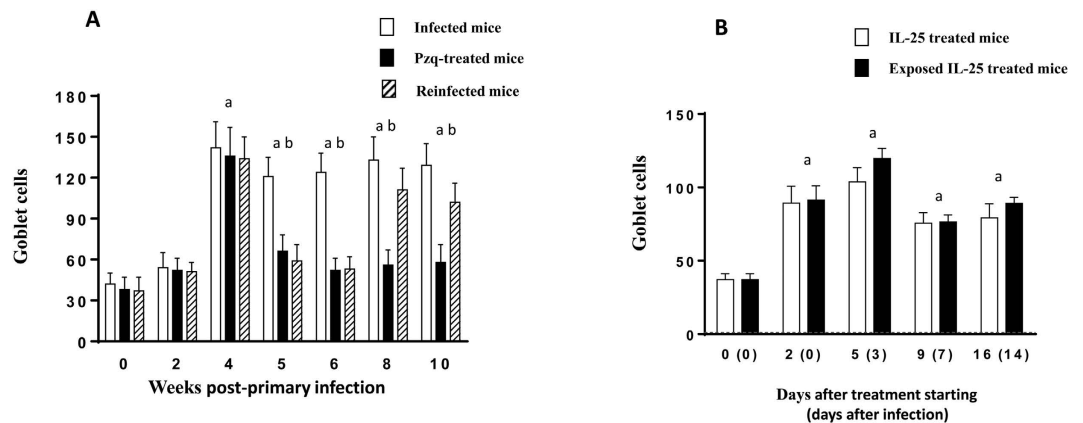 A
Infected mice
Pzq-treated mice
Reinfected mice
180
150
120
90
60
30
0
Goblet cells
a
a b
a b
a b
a b
0 2 4 5 6 8 10
Weeks post-primary infection
B
IL-25 treated mice
Exposed IL-25 treated mice
150
100
50
0
Goblet cells
a
a
a
a
0 (0) 2 (0) 5 (3) 9 (7) 16 (14)
Days after treatment starting
(days after infection)